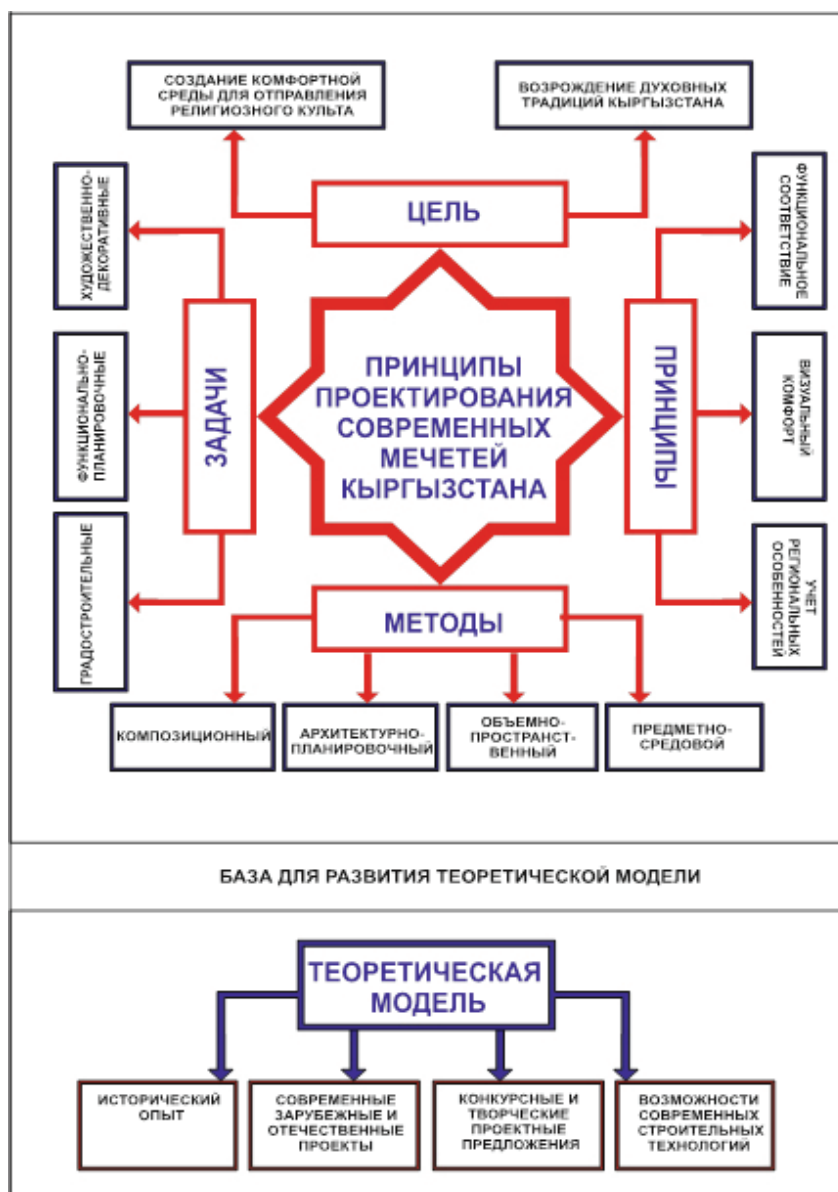 СОЗДАНИЕ КОМФОРТНОЙ
СРЕДЫ ДЛЯ ОТПРАВЛЕНИЯ
РЕЛИГИОЗНОГО КУЛЬТА
ВОЗРОЖДЕНИЕ ДУХОВНЫХ
ТРАДИЦИЙ КЫРГЫЗСТАНА
ЦЕЛЬ
ХУДОЖЕСТВЕННО-
ДЕКОРАТИВНЫЕ
ФУНКЦИОНАЛЬНО-
ПЛАНИРОВОЧНЫЕ
ГРАДОСТРОИТЕЛЬНЫЕ
ЗАДАЧИ
ПРИНЦИПЫ
ПРОЕКТИРОВАНИЯ
СОВРЕМЕННЫХ
МЕЧЕТЕЙ
КЫРГЫЗСТАНА
ПРИНЦИПЫ
ФУНКЦИОНАЛЬНОЕ
СООТВЕТСТВИЕ
ВИЗУАЛЬНЫЙ
КОМФОРТ
УЧЕТ
РЕГИОНАЛЬНЫХ
ОСОБЕННОСТЕЙ
МЕТОДЫ
КОМПОЗИЦИОННЫЙ
АРХИТЕКТУРНО-
ПЛАНИРОВОЧНЫЙ
ОБЪЕМНО-
ПРОСТРАНСТ-
ВЕННЫЙ
ПРЕДМЕТНО-
СРЕДОВОЙ
БАЗА ДЛЯ РАЗВИТИЯ ТЕОРЕТИЧЕСКОЙ МОДЕЛИ
ТЕОРЕТИЧЕСКАЯ
МОДЕЛЬ
ИСТОРИЧЕСКИЙ
ОПЫТ
СОВРЕМЕННЫЕ
ЗАРУБЕЖНЫЕ И
ОТЕЧЕСТВЕННЫЕ
ПРОЕКТЫ
КОНКУРСНЫЕ И
ТВОРЧЕСКИЕ
ПРОЕКТНЫЕ
ПРЕДЛОЖЕНИЯ
ВОЗМОЖНОСТИ
СОВРЕМЕННЫХ
СТРОИТЕЛЬНЫХ
ТЕХНОЛОГИЙ